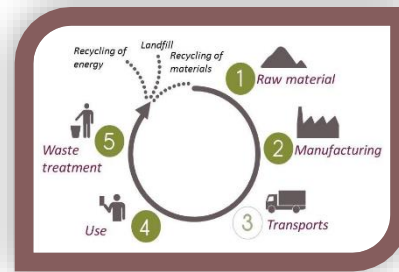 Recycling of
energy
Landfill
Recycling of
materials
1
Raw material
2
Manufacturing
3
Transports
4
Use
5
Waste
treatment